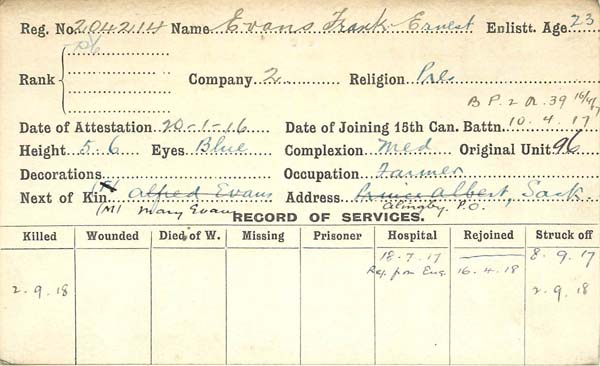 Reg. No. 204214 Name Evans Frank Ernest Enlistt. Age 23
Rank Pte Company 2 Religion Pre.
B P. 2 O. 39 16/4/17
Date of Attestation 20-1-16 Date of Joining 15th Can. Battn. 10.4.17
Height 5.6 Eyes Blue Complexion Med Original Unit 96
Decorations Occupation Farmer
Next of Kin (F) Alfred Evans Address Prince Albert, Sask
(M) Mary Evans Alingby. P.O.
RECORD OF SERVICES.
Killed Wounded Died of W. Missing Prisoner Hospital Rejoined Struck off
18.7.17 8.9.17
Rej. from Eng. 16.4.18
2.9.18 2.9.18